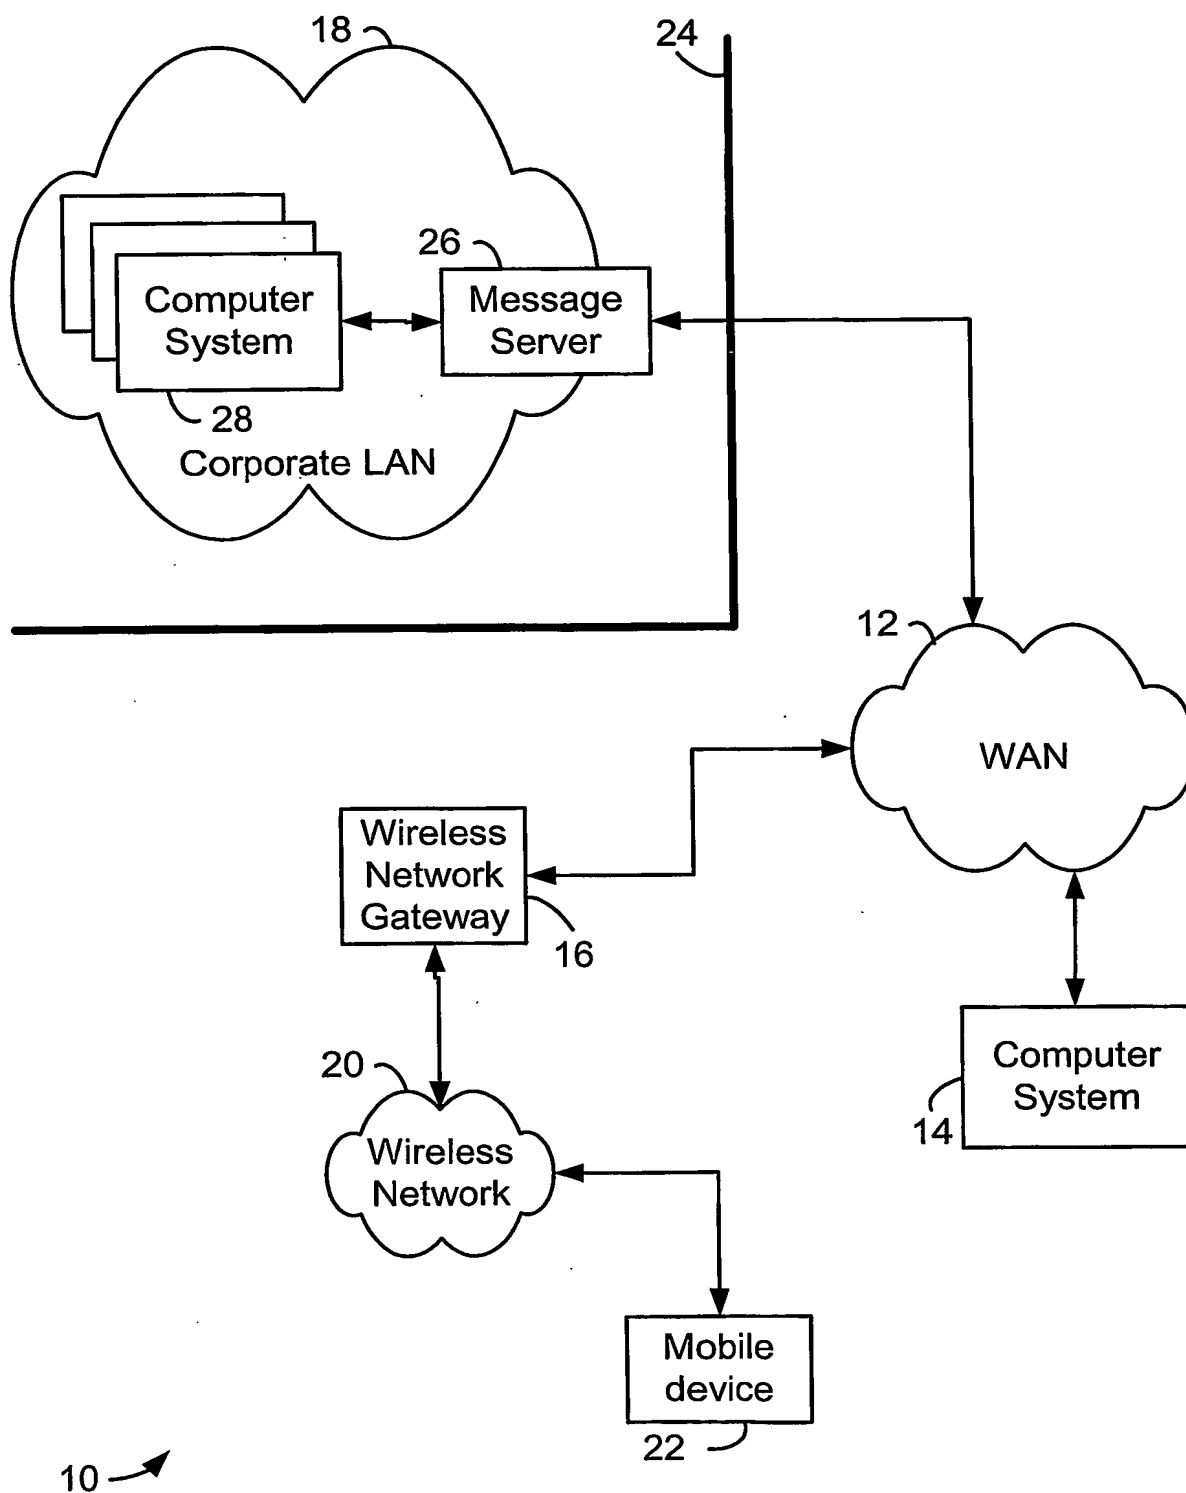 18
24
26
Computer
System
Message
Server
28
Corporate LAN
12
WAN
Wireless
Network
Gateway
16
20
Computer
System
14
Wireless
Network
Mobile
device
22
10